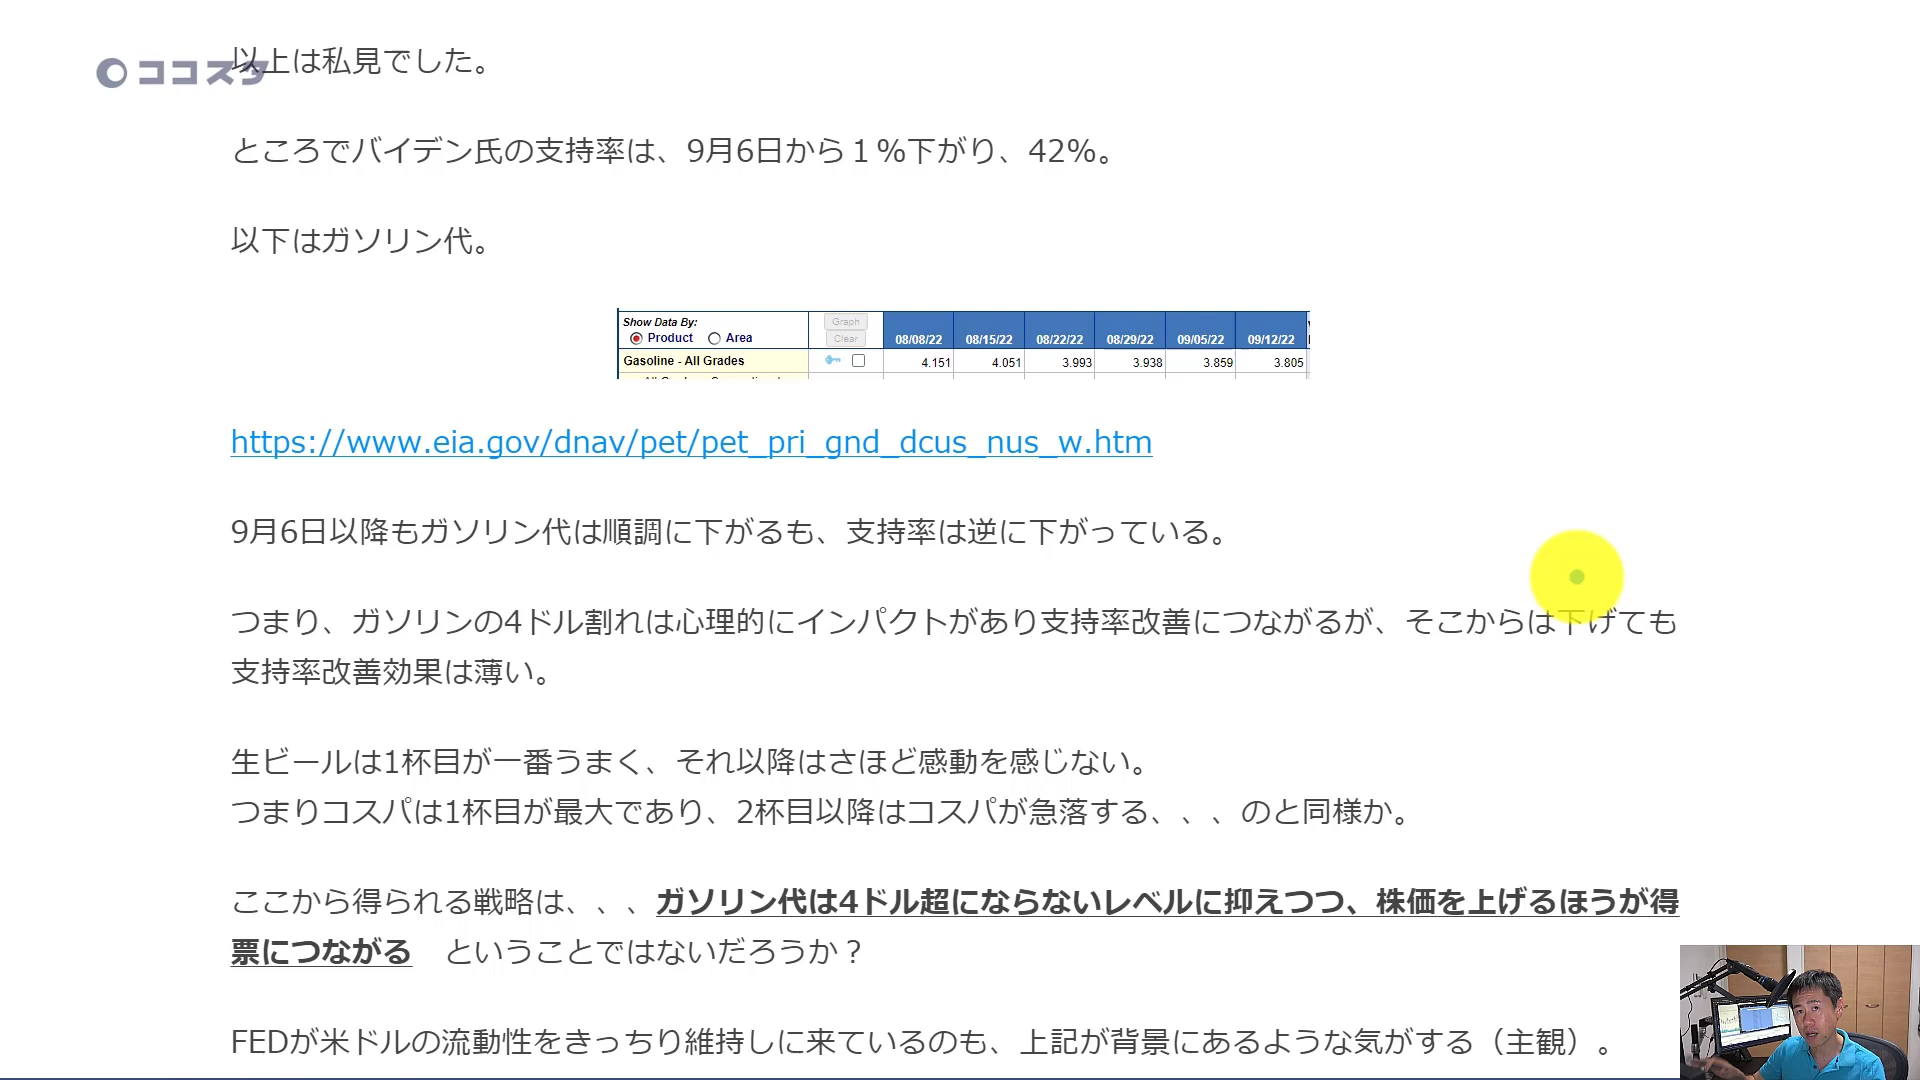 以上は私見でした。
ココスタ
ところでバイデン氏の支持率は、9月6日から１%下がり、42%。
以下はガソリン代。
Show Data By:
Product Area
Graph
Clear
08/08/22 08/15/22 08/22/22 08/29/22 09/05/22 09/12/22
Gasoline - All Grades 4.151 4.051 3.993 3.938 3.859 3.805
https://www.eia.gov/dnav/pet/pet_pri_gnd_dcus_nus_w.htm
9月6日以降もガソリン代は順調に下がるも、支持率は逆に下がっている。
つまり、ガソリンの4ドル割れは心理的にインパクトがあり支持率改善につながるが、そこからは下げても
支持率改善効果は薄い。
生ビールは1杯目が一番うまく、それ以降はさほど感動を感じない。
つまりコスパは1杯目が最大であり、2杯目以降はコスパが急落する、、、のと同様か。
ここから得られる戦略は、、、ガソリン代は4ドル超にならないレベルに抑えつつ、株価を上げるほうが得
票につながる　ということではないだろうか？
FEDが米ドルの流動性をきっちり維持しに来ているのも、上記が背景にあるような気がする（主観）。